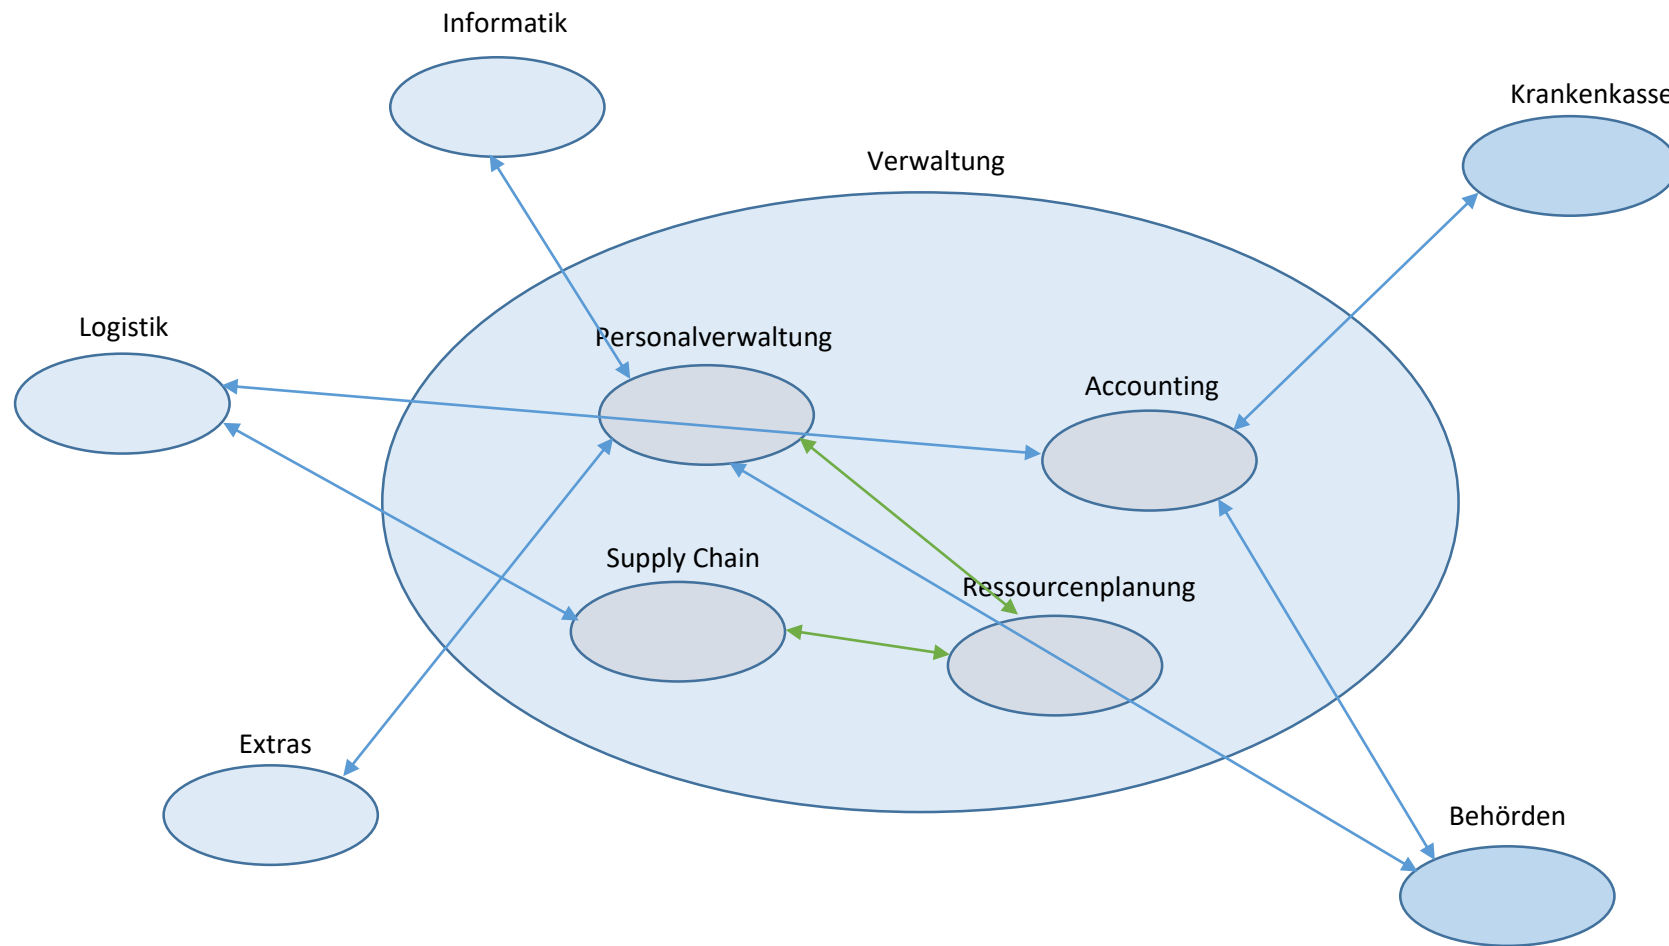 Informatik
Krankenkasse
Verwaltung
Logistik
Personalverwaltung
Accounting
Supply Chain
Ressourcenplanung
Extras
Behörden